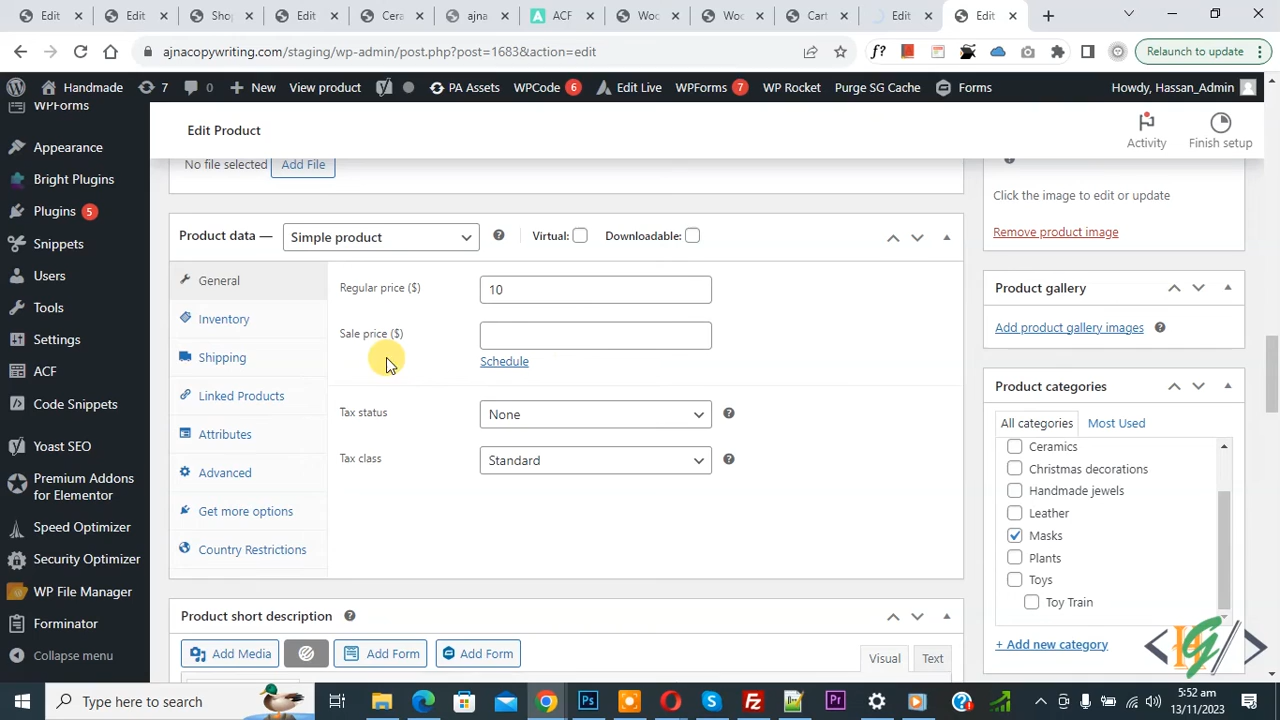 Edit
Edit
Sho
Edit
Cera
ajna
ACF
Woc
Woc
Cart
Edit
Edit
ajnacopywriting.com/staging/wp-admin/post.php?post=1683&action=edit
Relaunch to update
Handmade
7
0
New
View product
PA Assets
WPCode 6
Edit Live
WPForms 7
WP Rocket
Purge SG Cache
Forms
Howdy, Hassan_Admin
WPForms
Appearance
Bright Plugins
Plugins 5
Snippets
Users
Tools
Settings
ACF
Code Snippets
Yoast SEO
Premium Addons
for Elementor
Speed Optimizer
Security Optimizer
WP File Manager
Forminator
Collapse menu
Edit Product
Activity
Finish setup
No file selected
Add File
Product data —
Simple product
Virtual:
Downloadable:
General
Inventory
Shipping
Linked Products
Attributes
Advanced
Get more options
Country Restrictions
Regular price ($)
10
Sale price ($)
Schedule
Tax status
None
Tax class
Standard
Product short description
Add Media
Add Form
Add Form
Visual
Text
Click the image to edit or update
Remove product image
Product gallery
Add product gallery images
Product categories
All categories
Most Used
Ceramics
Christmas decorations
Handmade jewels
Leather
Masks
Plants
Toys
Toy Train
+ Add new category
Type here to search
5:52 am
13/11/2023